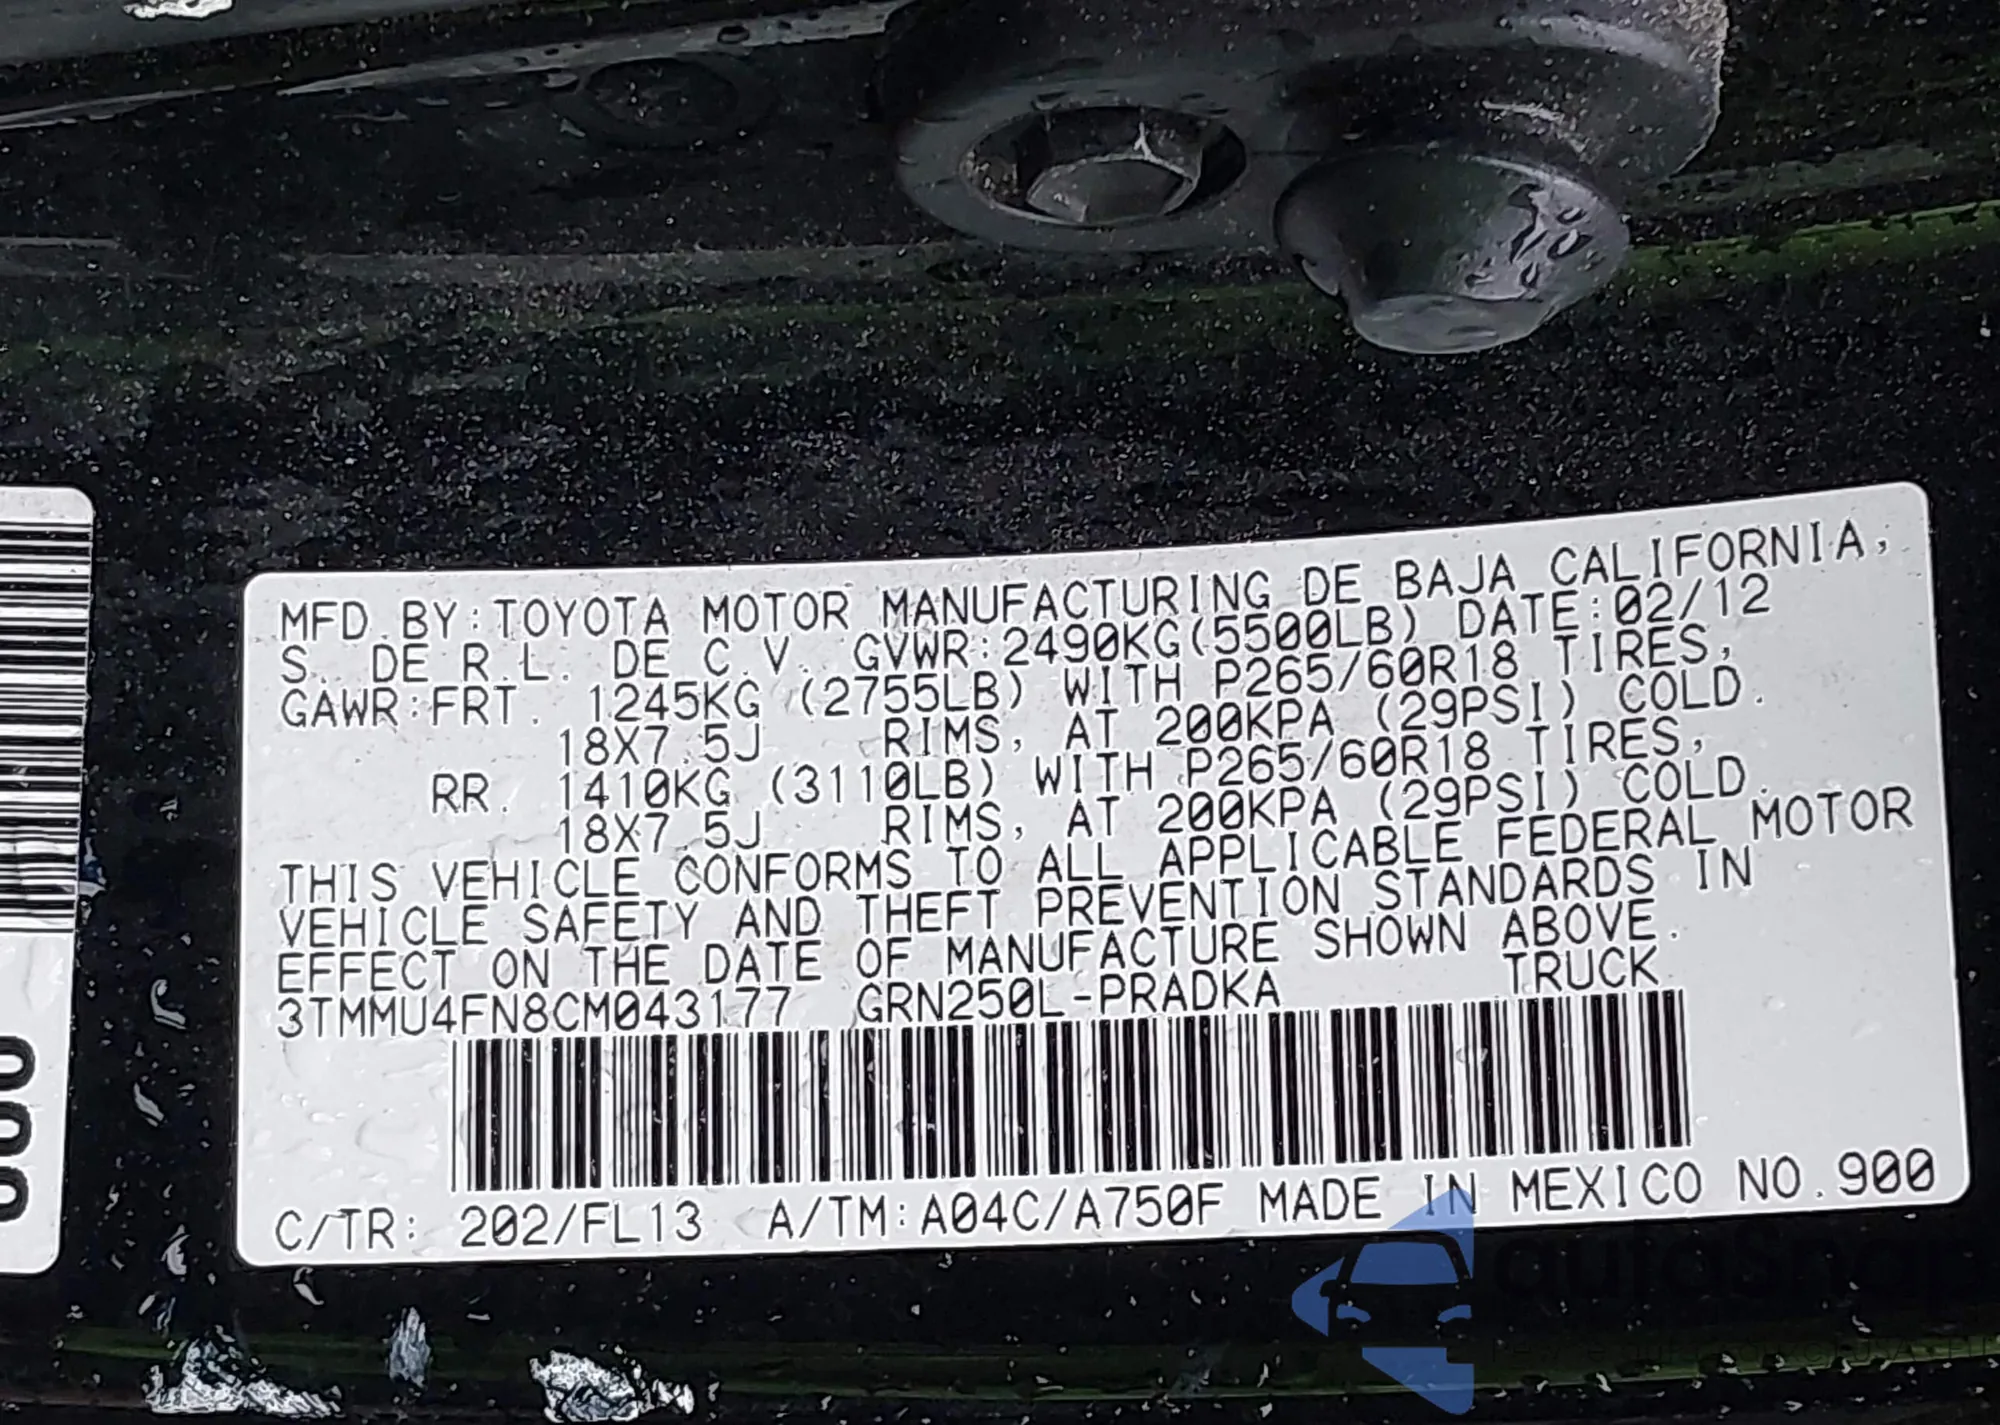 MFD.BY:TOYOTA MOTOR MANUFACTURING DE BAJA CALIFORNIA,
S. DE R.L. DE C.V. GVWR:2490KG(5500LB) DATE:02/12
GAWR:FRT. 1245KG (2755LB) WITH P265/60R18 TIRES,
18X7.5J RIMS, AT 200KPA (29PSI) COLD.
RR. 1410KG (3110LB) WITH P265/60R18 TIRES,
18X7.5J RIMS, AT 200KPA (29PSI) COLD.
THIS VEHICLE CONFORMS TO ALL APPLICABLE FEDERAL MOTOR
VEHICLE SAFETY AND THEFT PREVENTION STANDARDS IN
EFFECT ON THE DATE OF MANUFACTURE SHOWN ABOVE.
3TMMU4FN8CM043177 GRN250L-PRADKA TRUCK
C/TR: 202/FL13 A/TM:A04C/A750F MADE IN MEXICO NO.900